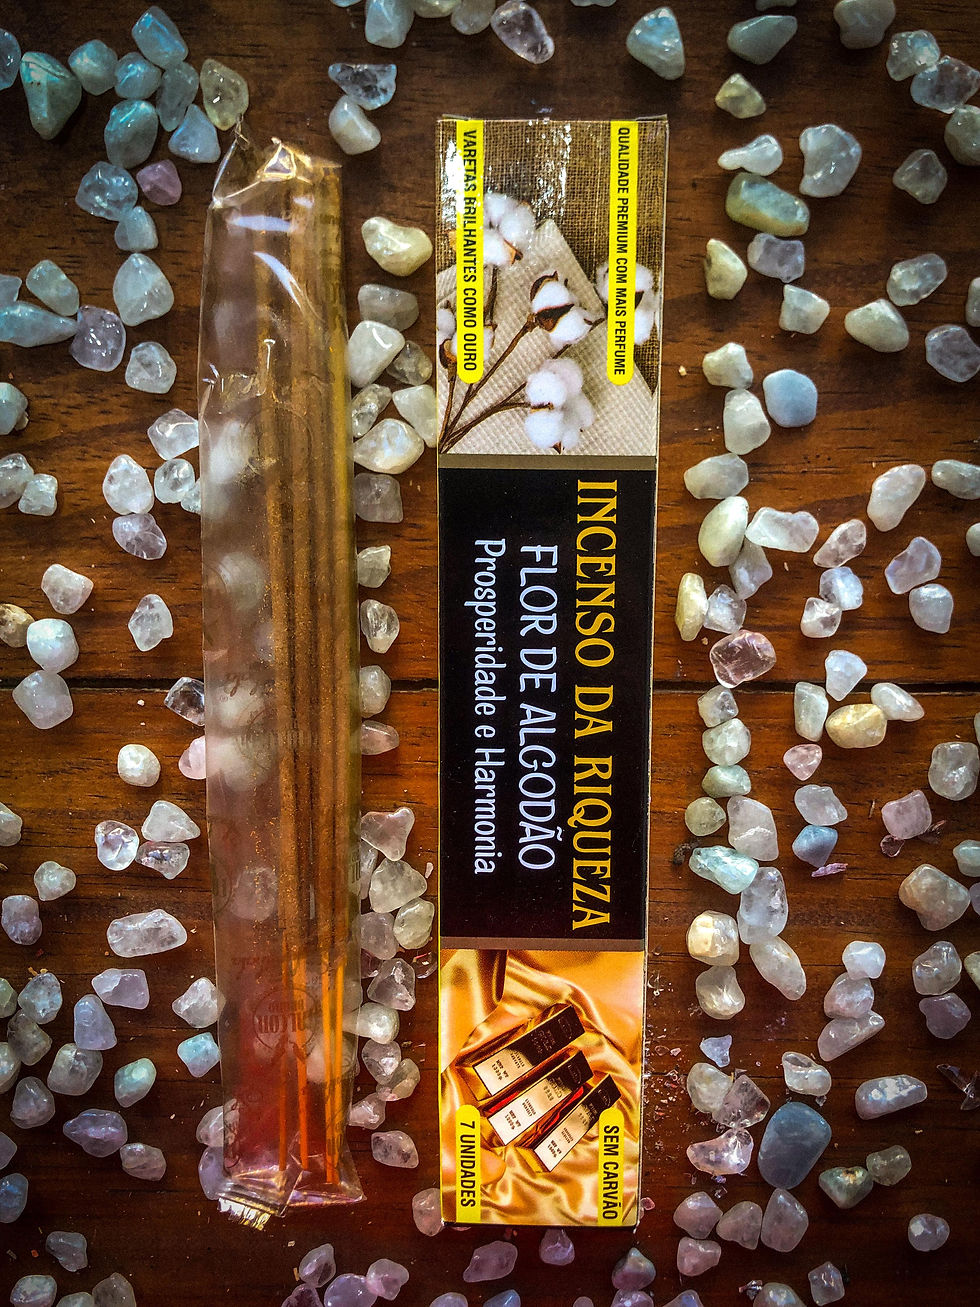 VARETAS BRILHANTES COMO OURO
QUALIDADE PREMIUM COM MAIS PERFUME
INCENSO DA RIQUEZA
FLOR DE ALGODÃO
Prosperidade e Harmonia
7 UNIDADES
SEM CARVÃO